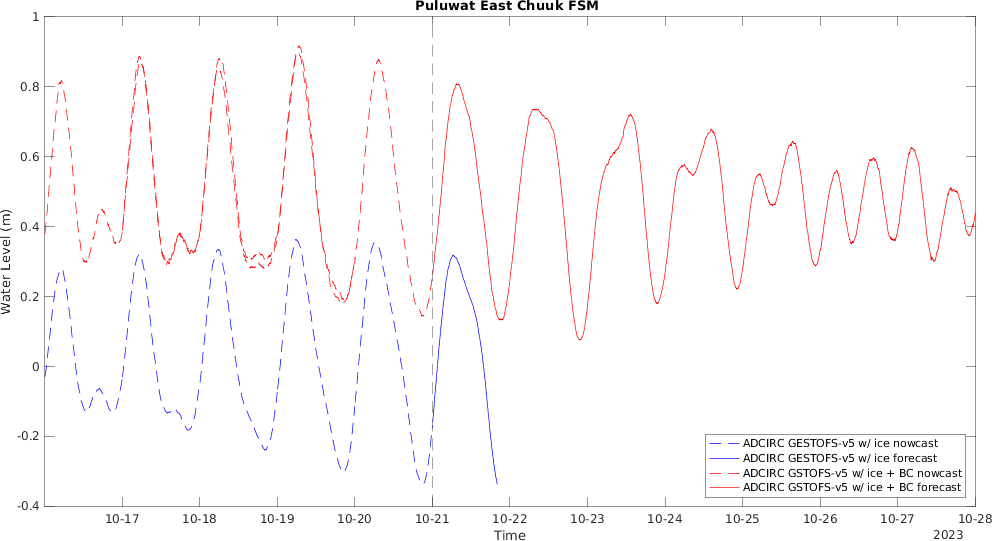 Puluwat East Chuuk FSM
1
0.8
0.6
0.4
0.2
0
-0.2
-0.4
Water Level (m)
ADCIRC GESTOFS-v5 w/ ice nowcast
ADCIRC GESTOFS-v5 w/ ice forecast
ADCIRC GSTOFS-v5 w/ ice + BC nowcast
ADCIRC GSTOFS-v5 w/ ice + BC forecast
10-17 10-18 10-19 10-20 10-21 10-22 10-23 10-24 10-25 10-26 10-27 10-28
Time
2023